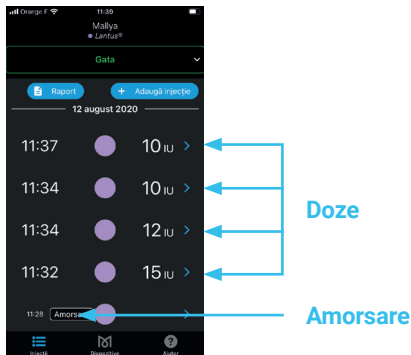 Orange F 11:39
Mallya
Lantus®
Gata
Raport + Adaugă injecție
12 august 2020
11:37 10 IU >
11:34 10 IU >
11:34 12 IU >
11:32 15 IU >
Doze
11:28 Amorsare >
Amorsare
Injecții Dispozitive Ajutor